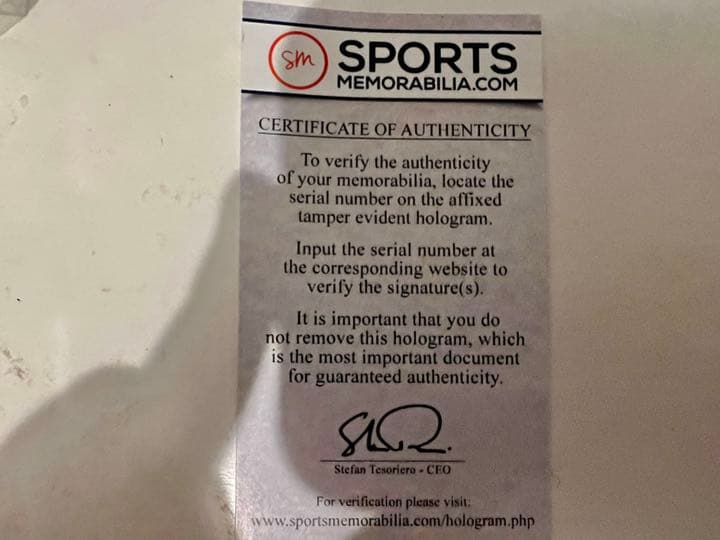 sm SPORTS
MEMORABILIA.COM
CERTIFICATE OF AUTHENTICITY
To verify the authenticity
of your memorabilia, locate the
serial number on the affixed
tamper evident hologram.
Input the serial number at
the corresponding website to
verify the signature(s).
It is important that you do
not remove this hologram, which
is the most important document
for guaranteed authenticity.
Stefan Tesoriero - CEO
For verification please visit:
www.sportsmemorabilia.com/hologram.php